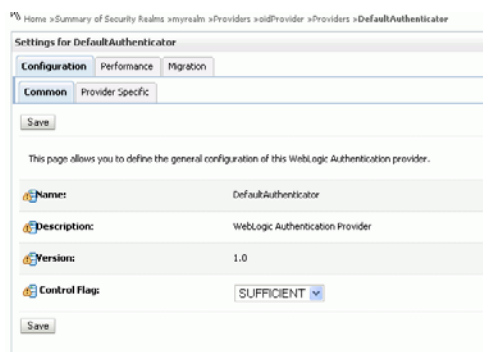 Home »Summary of Security Realms »myrealm »Providers »oidProvider »Providers »DefaultAuthenticator
Settings for DefaultAuthenticator
Configuration Performance Migration
Common Provider Specific
Save
This page allows you to define the general configuration of this WebLogic Authentication provider.
Name: DefaultAuthenticator
Description: WebLogic Authentication Provider
Version: 1.0
Control Flag: SUFFICIENT
Save